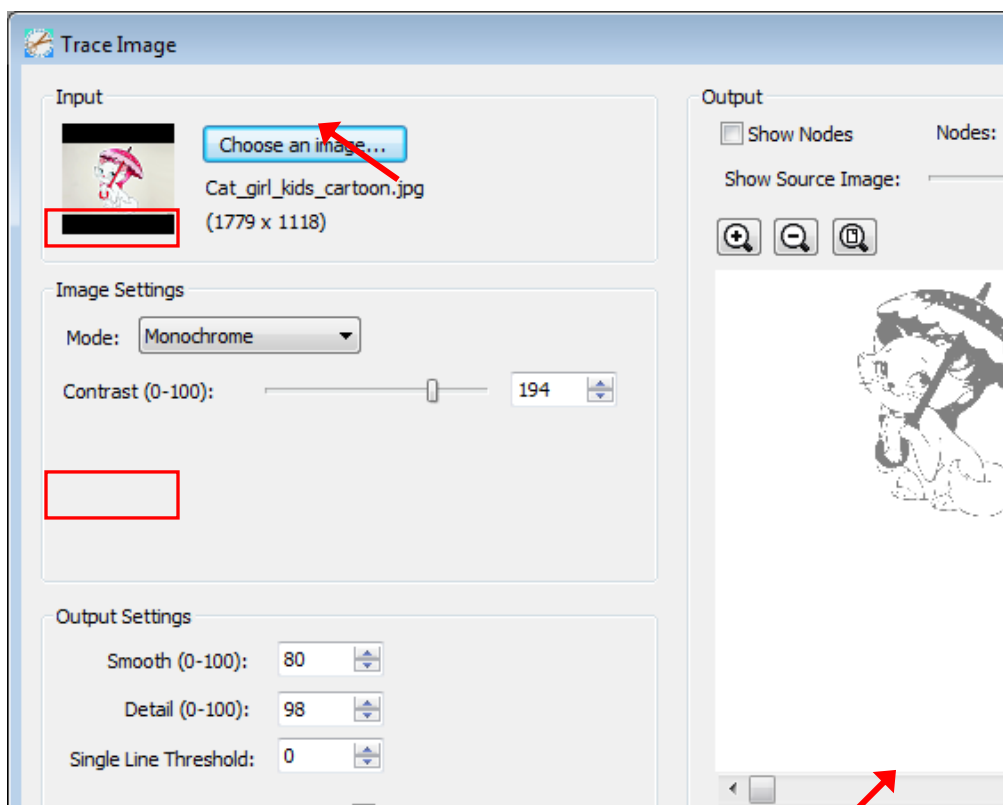 Trace Image
Input
Choose an image...
Cat_girl_kids_cartoon.jpg
(1779 x 1118)
Image Settings
Mode: Monochrome
Contrast (0-100): 194
Output Settings
Smooth (0-100): 80
Detail (0-100): 98
Single Line Threshold: 0
Output
Show Nodes Nodes:
Show Source Image: